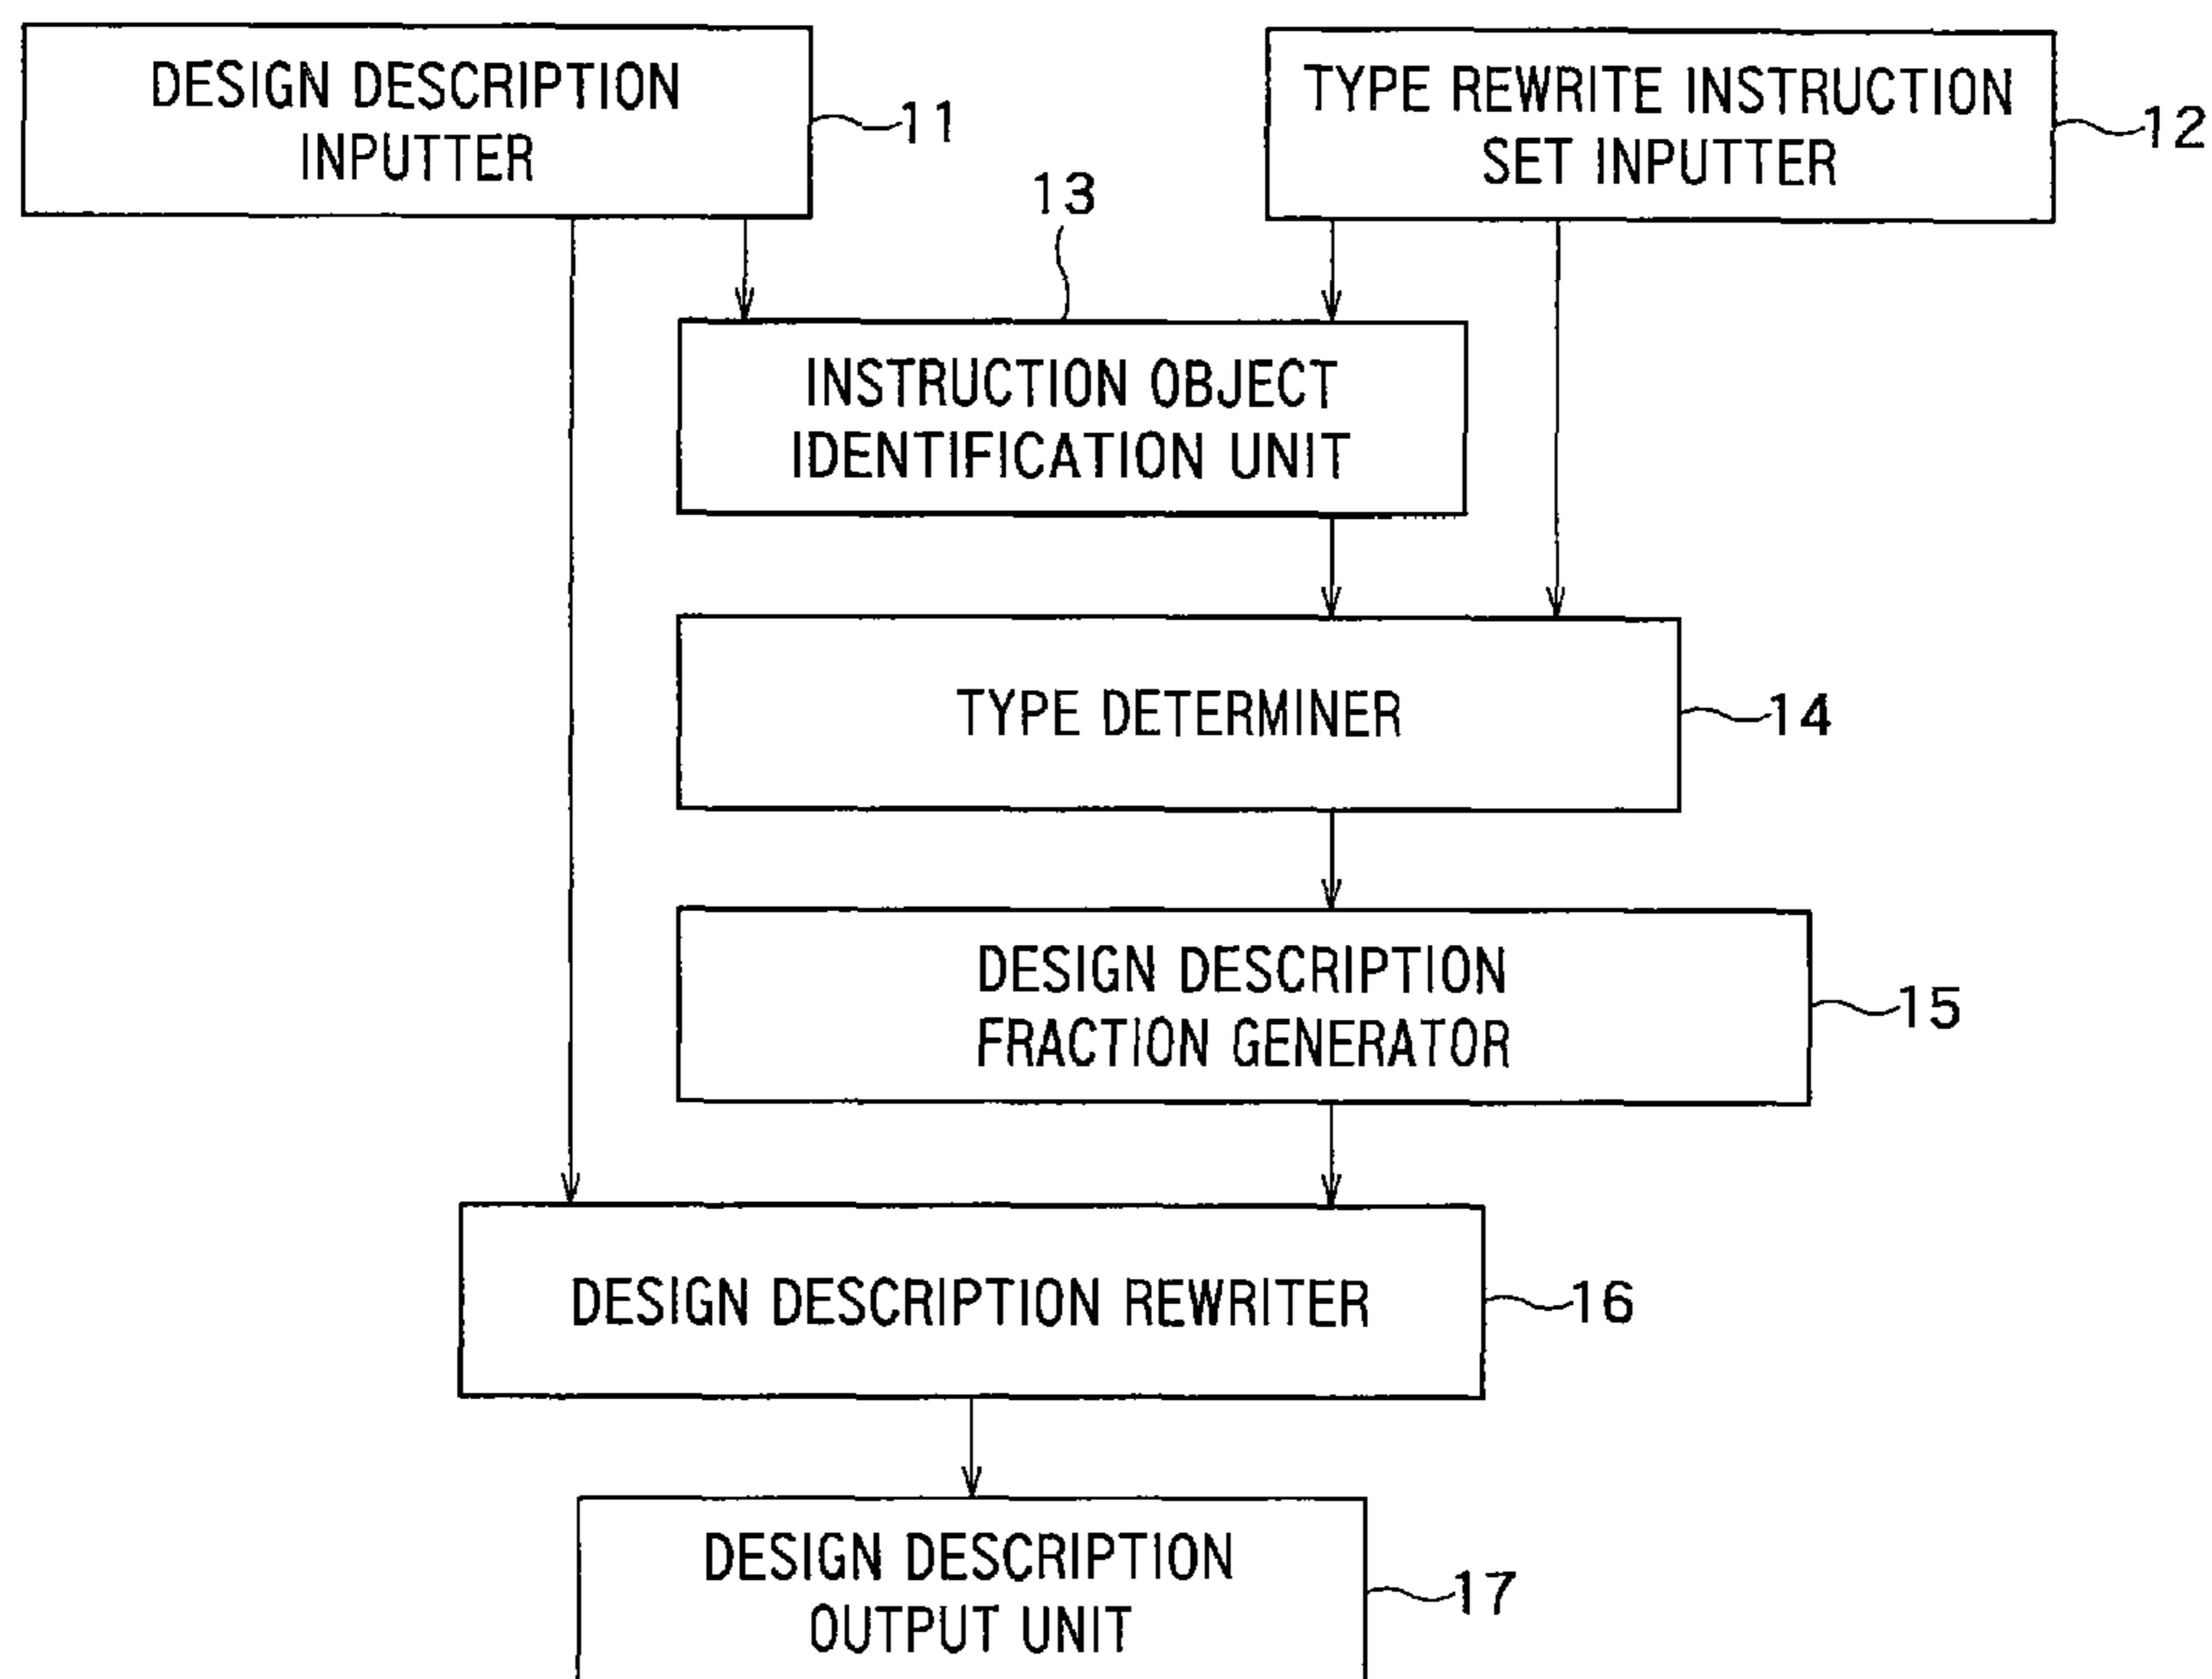 DESIGN DESCRIPTION
INPUTTER
11
TYPE REWRITE INSTRUCTION
SET INPUTTER
12
13
INSTRUCTION OBJECT
IDENTIFICATION UNIT
TYPE DETERMINER
14
DESIGN DESCRIPTION
FRACTION GENERATOR
15
DESIGN DESCRIPTION REWRITER
16
DESIGN DESCRIPTION
OUTPUT UNIT
17